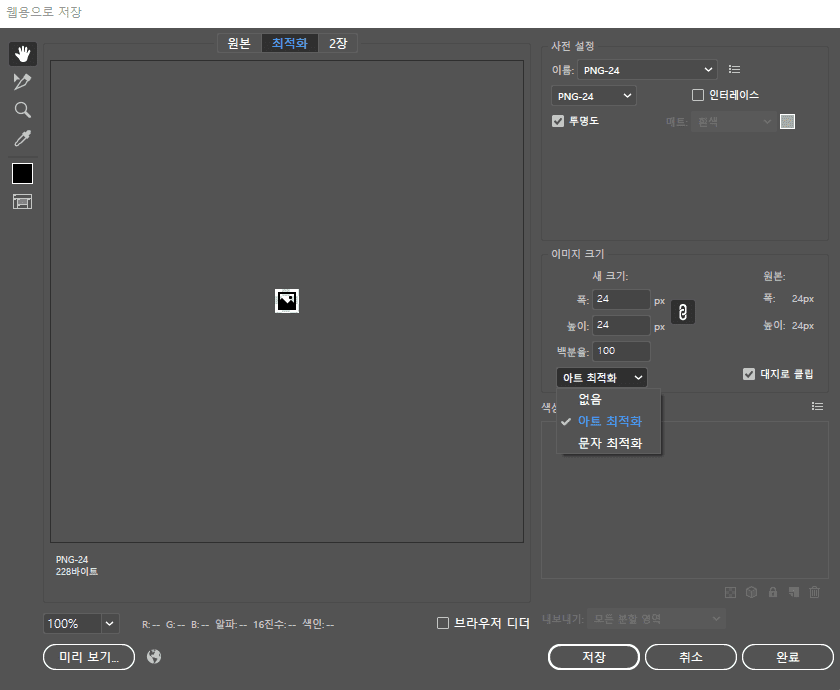 웹용으로 저장
원본 최적화 2장
사전 설정
이름: PNG-24
PNG-24 인터레이스
투명도 매트: 흰색
이미지 크기
새 크기: 원본:
폭: 24 px 폭: 24px
높이: 24 px 높이: 24px
백분율: 100
아트 최적화 대지로 클립
없음
아트 최적화
문자 최적화
PNG-24
228바이트
100% R: -- G: -- B: -- 알파: -- 16진수: -- 색인: --
브라우저 디더
내보내기: 모든 분할 영역
미리 보기... 저장 취소 완료